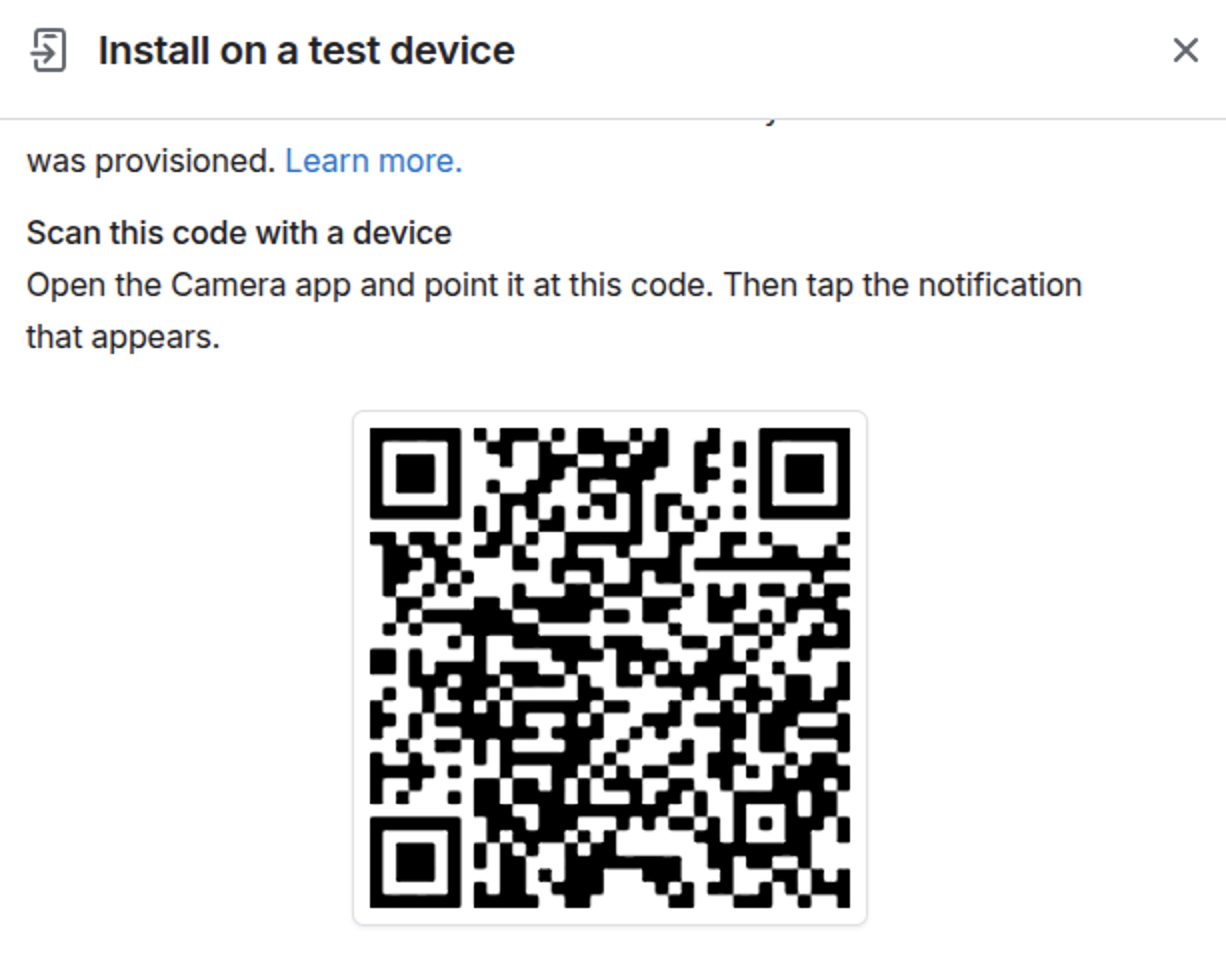 Install on a test device
was provisioned. Learn more.
Scan this code with a device
Open the Camera app and point it at this code. Then tap the notification
that appears.